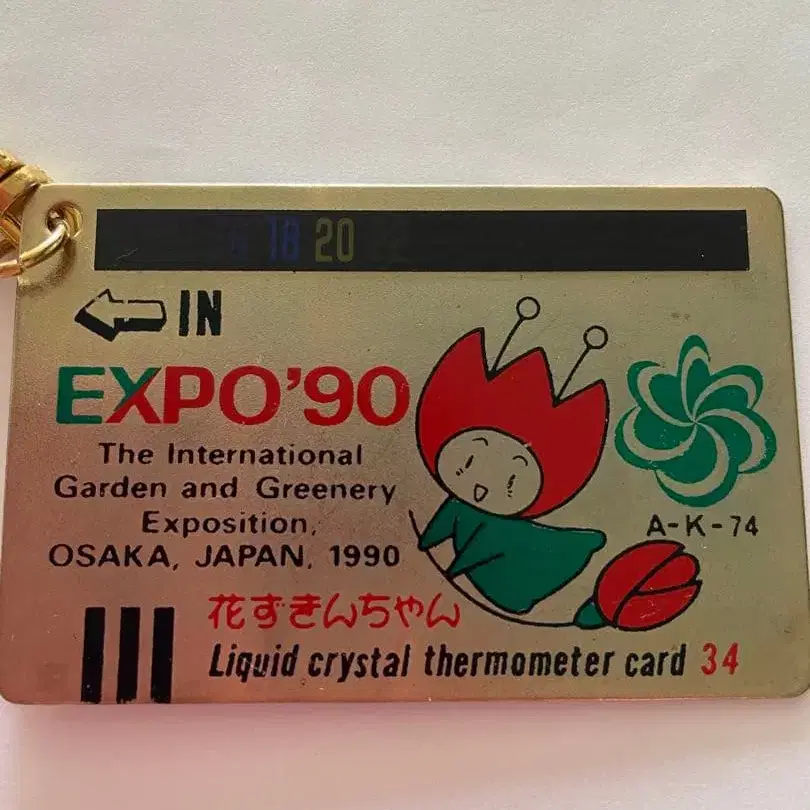 18 20
IN
EXPO'90
The International
Garden and Greenery
Exposition,
OSAKA, JAPAN, 1990
A-K-74
花ずきんちゃん
Liquid crystal thermometer card 34